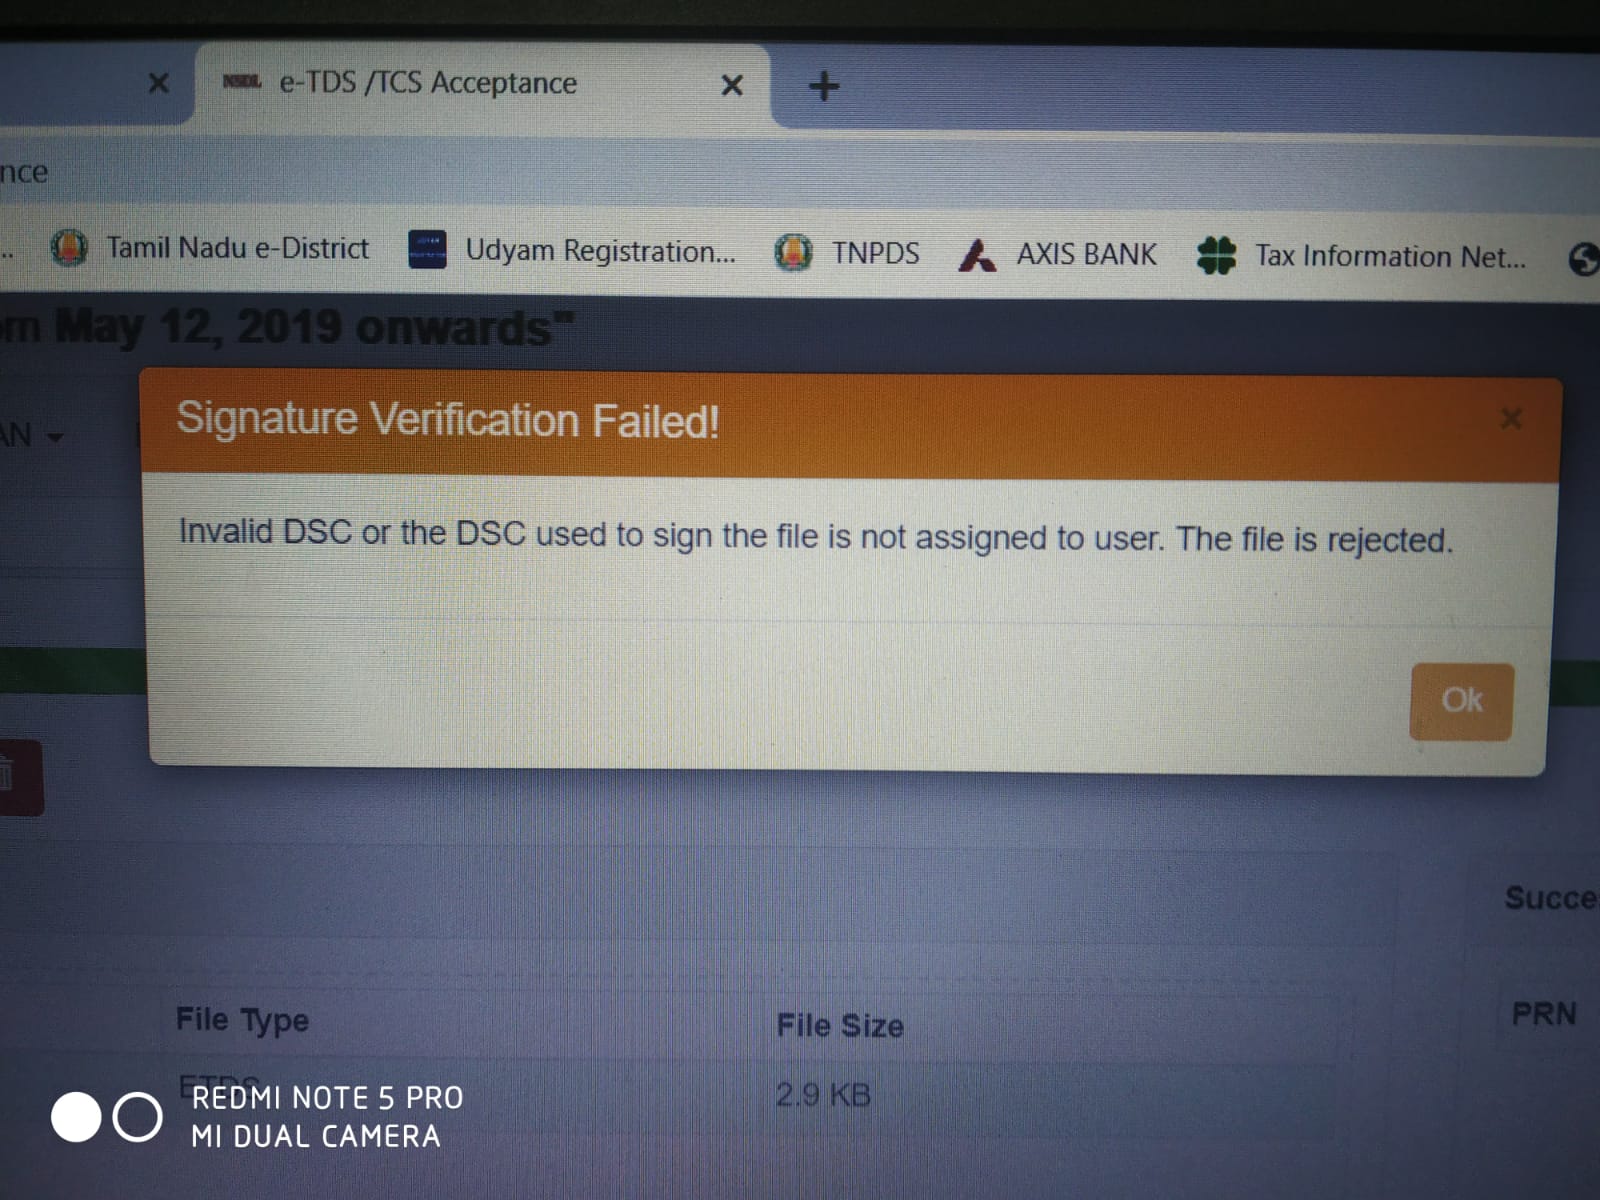 NSDL e-TDS /TCS Acceptance
nce
Tamil Nadu e-District Udyam Registration... TNPDS AXIS BANK Tax Information Net...
May 12, 2019 onwards"
AN
Signature Verification Failed!
Invalid DSC or the DSC used to sign the file is not assigned to user. The file is rejected.
Ok
Succe
File Type File Size PRN
ETDS 2.9 KB
REDMI NOTE 5 PRO
MI DUAL CAMERA